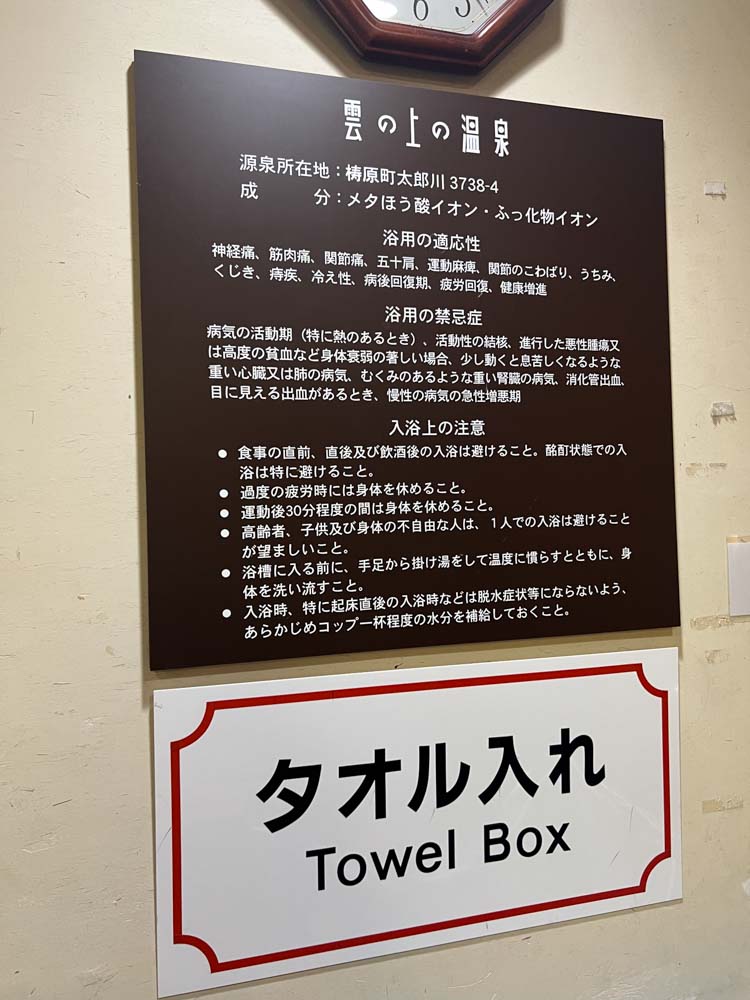 6 5
雲の上の温泉
源泉所在地：梼原町太郎川 3738-4
成　　　分：メタほう酸イオン・ふっ化物イオン
浴用の適応性
神経痛、筋肉痛、関節痛、五十肩、運動麻痺、関節のこわばり、うちみ、
くじき、痔疾、冷え性、病後回復期、疲労回復、健康増進
浴用の禁忌症
病気の活動期（特に熱のあるとき）、活動性の結核、進行した悪性腫瘍又
は高度の貧血など身体衰弱の著しい場合、少し動くと息苦しくなるような
重い心臓又は肺の病気、むくみのあるような重い腎臓の病気、消化管出血、
目に見える出血があるとき、慢性の病気の急性増悪期
入浴上の注意
● 食事の直前、直後及び飲酒後の入浴は避けること。酩酊状態での入
浴は特に避けること。
● 過度の疲労時には身体を休めること。
● 運動後30分程度の間は身体を休めること。
● 高齢者、子供及び身体の不自由な人は、１人での入浴は避けること
が望ましいこと。
● 浴槽に入る前に、手足から掛け湯をして温度に慣らすとともに、身
体を洗い流すこと。
● 入浴時、特に起床直後の入浴時などは脱水症状等にならないよう、
あらかじめコップ一杯程度の水分を補給しておくこと。
タオル入れ
Towel Box